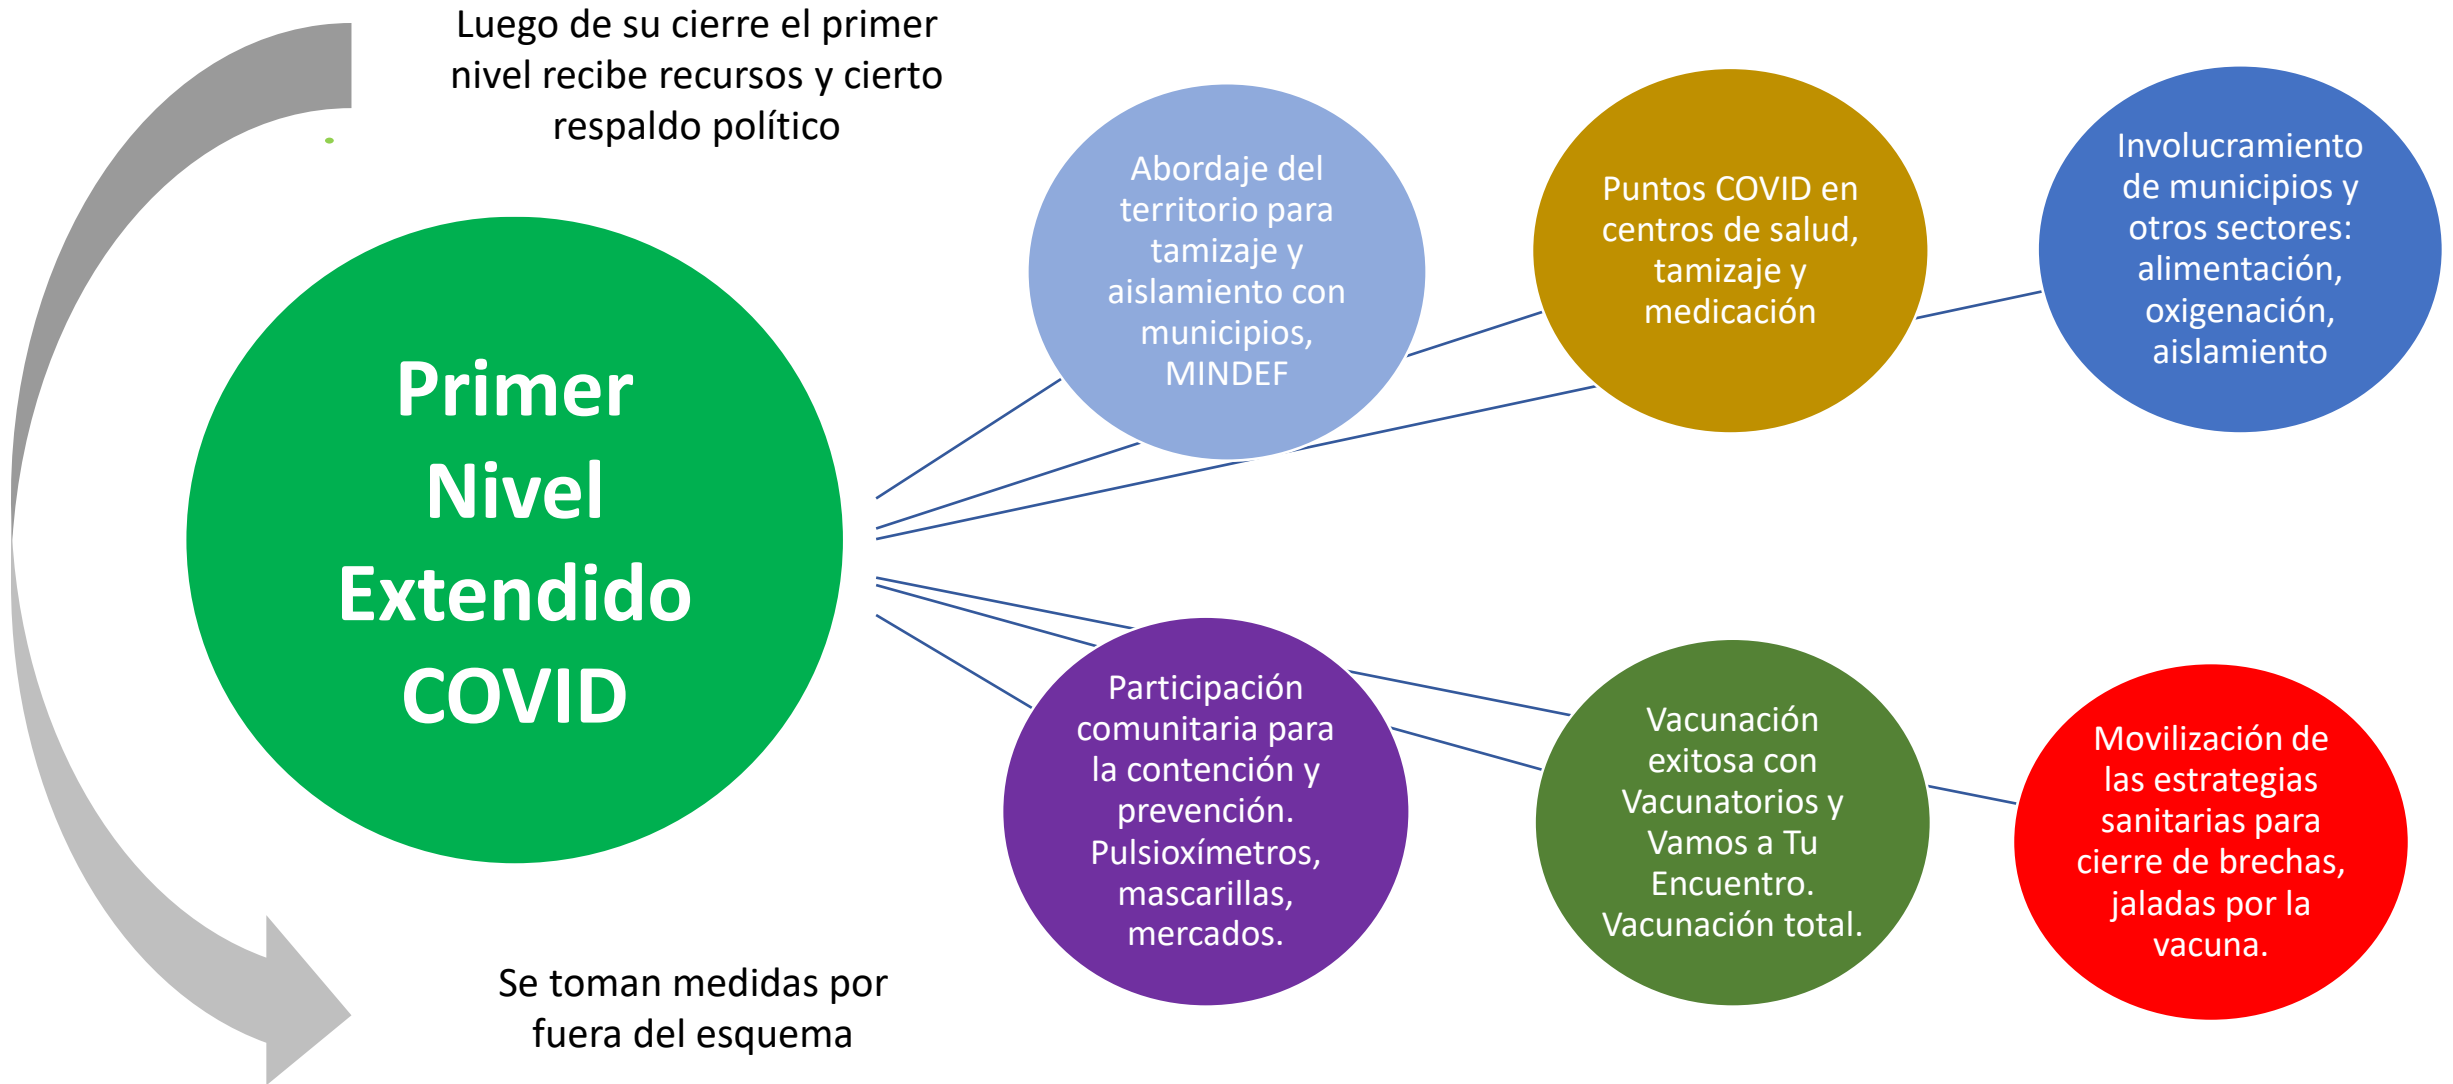 Luego de su cierre el primer
nivel recibe recursos y cierto
respaldo político
Primer
Nivel
Extendido
COVID
Se toman medidas por
fuera del esquema
Abordaje del
territorio para
tamizaje y
aislamiento con
municipios,
MINDEF
Puntos COVID en
centros de salud,
tamizaje y
medicación
Involucramiento
de municipios y
otros sectores:
alimentación,
oxigenación,
aislamiento
Participación
comunitaria para
la contención y
prevención.
Pulsioxímetros,
mascarillas,
mercados.
Vacunación
exitosa con
Vacunatorios y
Vamos a Tu
Encuentro.
Vacunación total.
Movilización de
las estrategias
sanitarias para
cierre de brechas,
jaladas por la
vacuna.